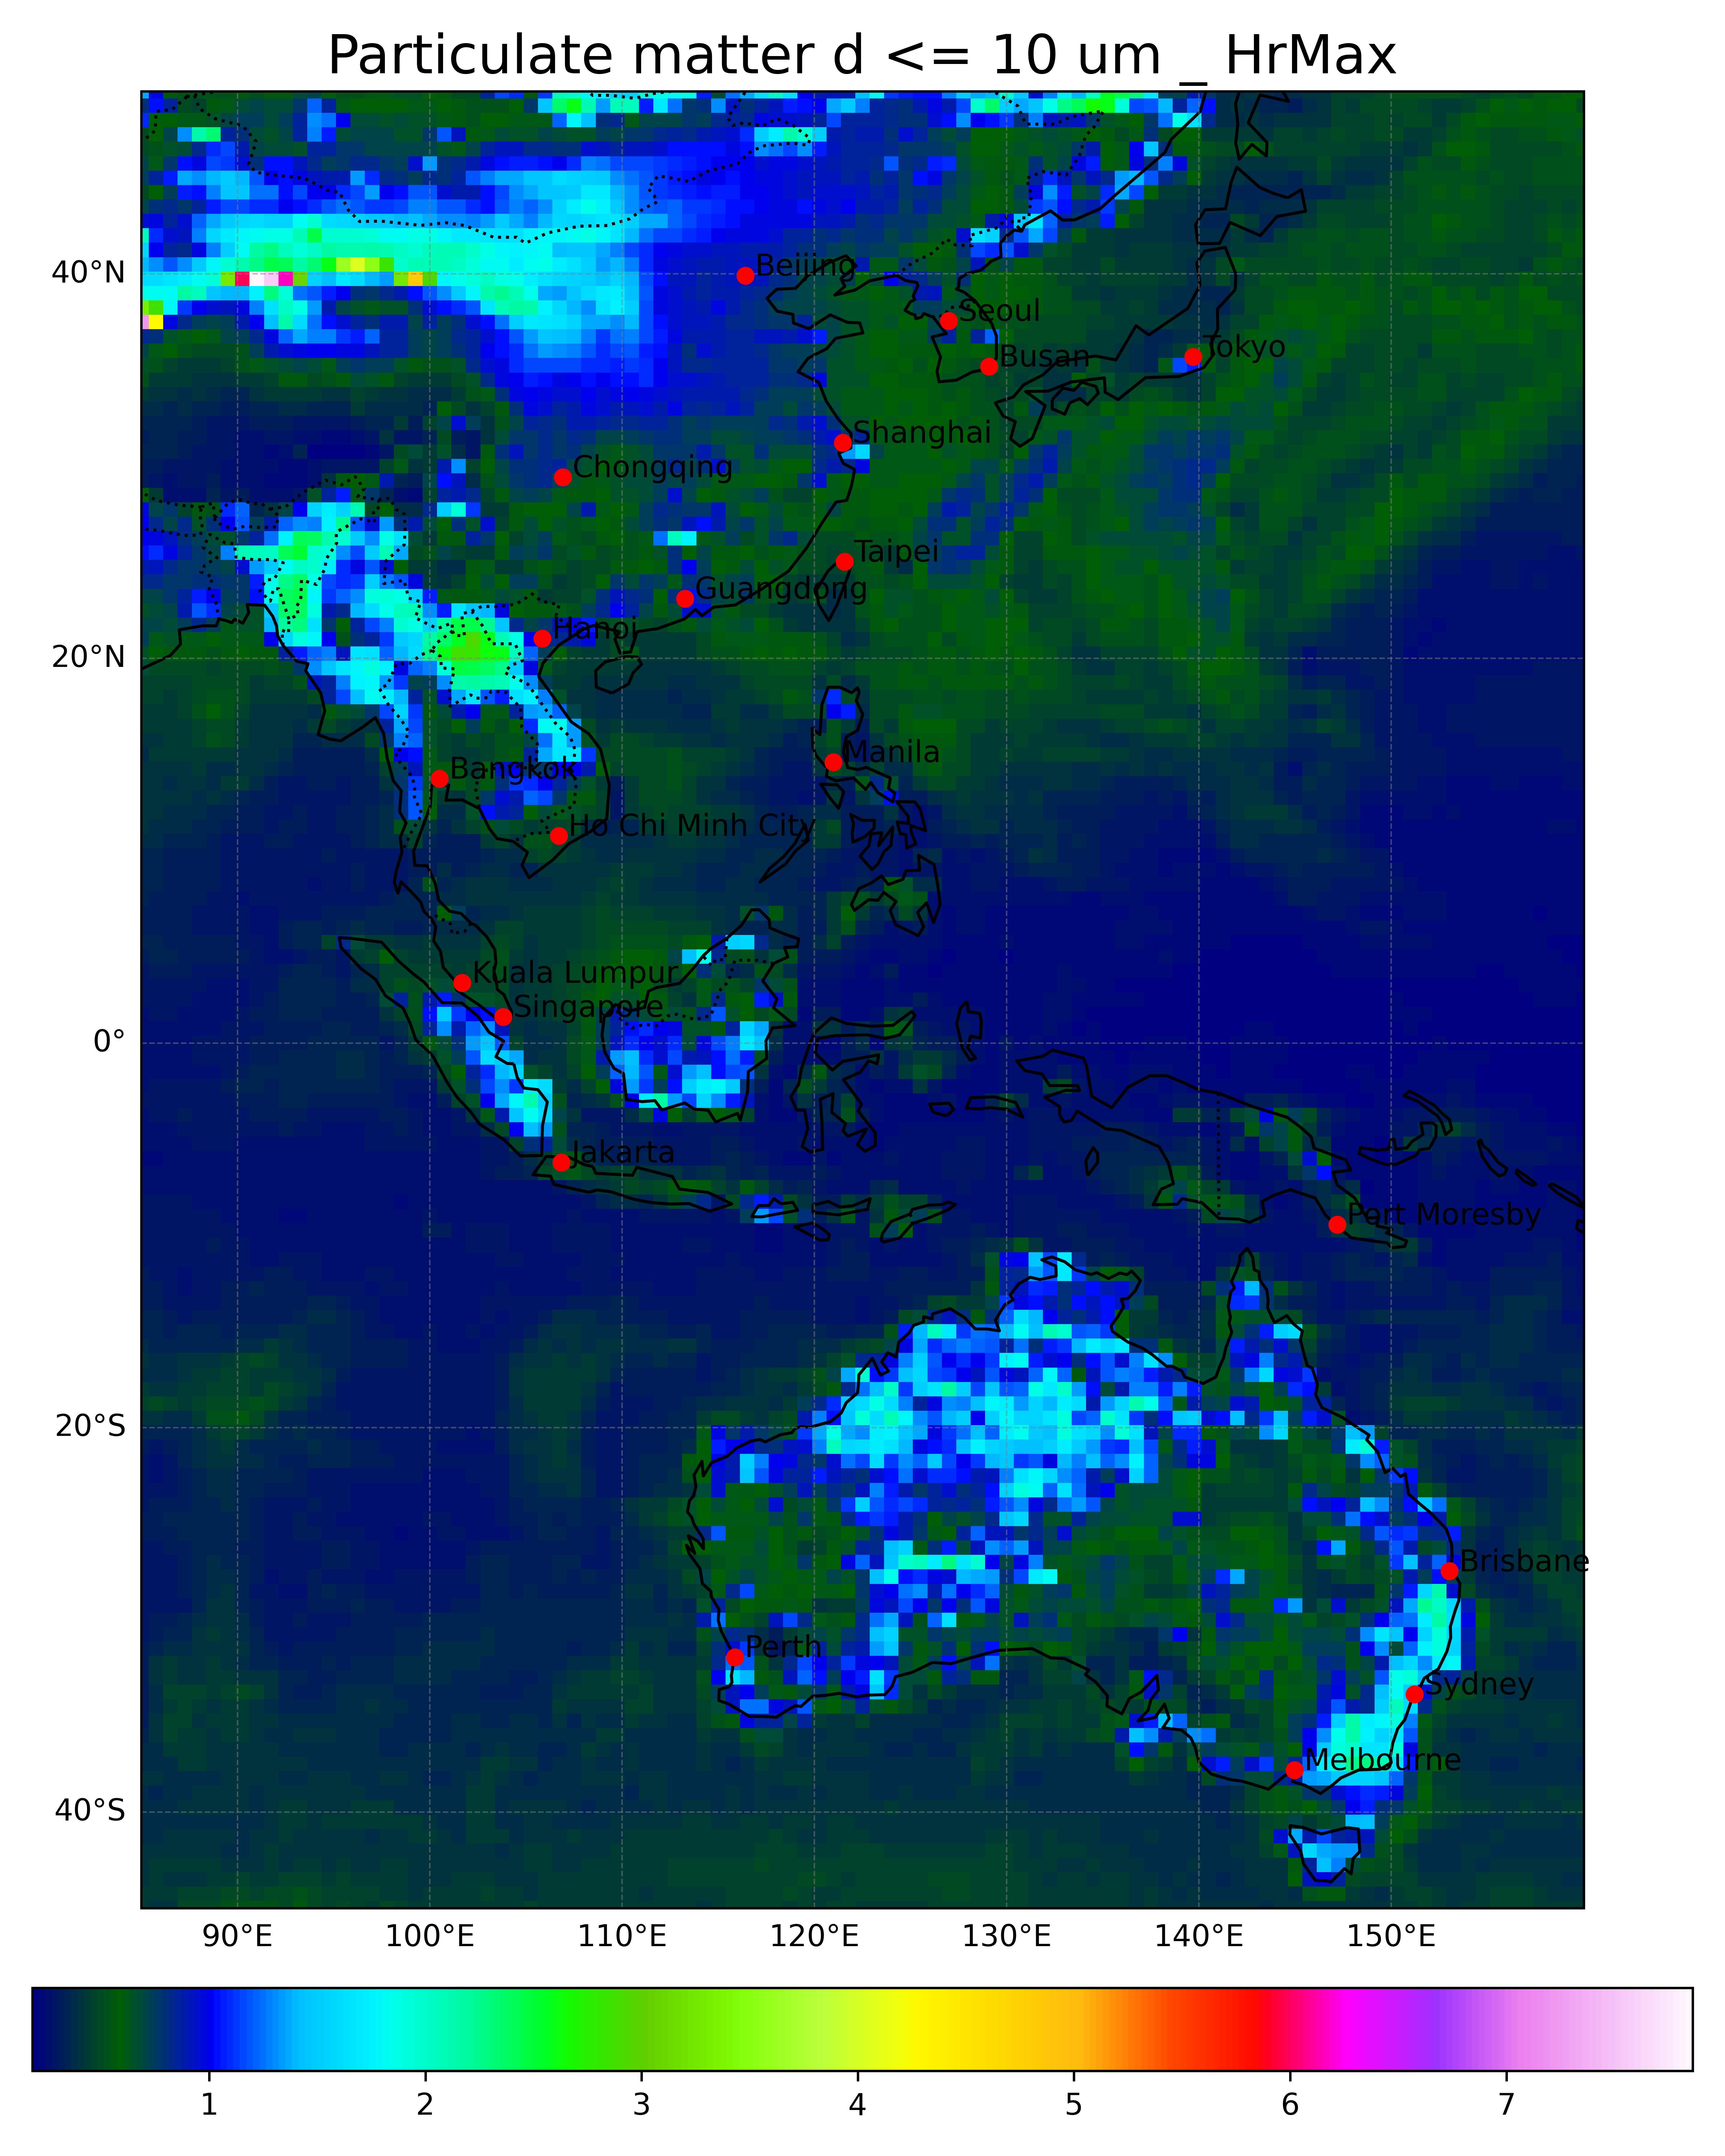 Particulate matter d <= 10 um _ HrMax
40°N
20°N
0°
20°S
40°S
Beijing
Seoul
Busan
Tokyo
Shanghai
Chongqing
Taipei
Guangdong
Hanoi
Manila
Bangkok
Ho Chi Minh City
Kuala Lumpur
Singapore
Jakarta
Port Moresby
Brisbane
Perth
Sydney
Melbourne
90°E 100°E 110°E 120°E 130°E 140°E 150°E
1 2 3 4 5 6 7